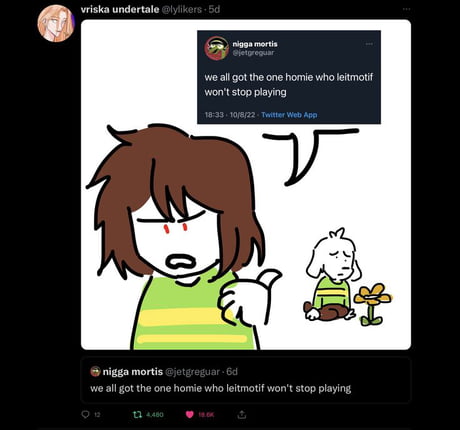 vriska undertale @lylikers · 5d
nigga mortis
@jetgreguar
we all got the one homie who leitmotif
won't stop playing
18:33 · 10/8/22 · Twitter Web App
nigga mortis @jetgreguar · 6d
we all got the one homie who leitmotif won't stop playing
12 4,480 18.6K